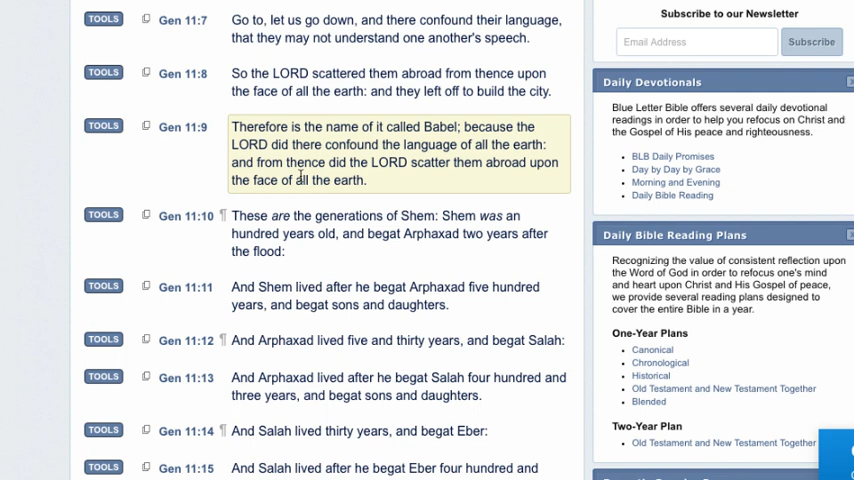 TOOLS Gen 11:7 Go to, let us go down, and there confound their language,
that they may not understand one another's speech.
TOOLS Gen 11:8 So the LORD scattered them abroad from thence upon
the face of all the earth: and they left off to build the city.
TOOLS Gen 11:9 Therefore is the name of it called Babel; because the
LORD did there confound the language of all the earth:
and from thence did the LORD scatter them abroad upon
the face of all the earth.
TOOLS Gen 11:10 ¶ These are the generations of Shem: Shem was an
hundred years old, and begat Arphaxad two years after
the flood:
TOOLS Gen 11:11 And Shem lived after he begat Arphaxad five hundred
years, and begat sons and daughters.
TOOLS Gen 11:12 ¶ And Arphaxad lived five and thirty years, and begat Salah:
TOOLS Gen 11:13 And Arphaxad lived after he begat Salah four hundred and
three years, and begat sons and daughters.
TOOLS Gen 11:14 ¶ And Salah lived thirty years, and begat Eber:
TOOLS Gen 11:15 And Salah lived after he begat Eber four hundred and
Subscribe to our Newsletter
Email Address Subscribe
Daily Devotionals
Blue Letter Bible offers several daily devotional
readings in order to help you refocus on Christ and
the Gospel of His peace and righteousness.
BLB Daily Promises
Day by Day by Grace
Morning and Evening
Daily Bible Reading
Daily Bible Reading Plans
Recognizing the value of consistent reflection upon
the Word of God in order to refocus one's mind
and heart upon Christ and His Gospel of peace,
we provide several reading plans designed to
cover the entire Bible in a year.
One-Year Plans
Canonical
Chronological
Historical
Old Testament and New Testament Together
Blended
Two-Year Plan
Old Testament and New Testament Together